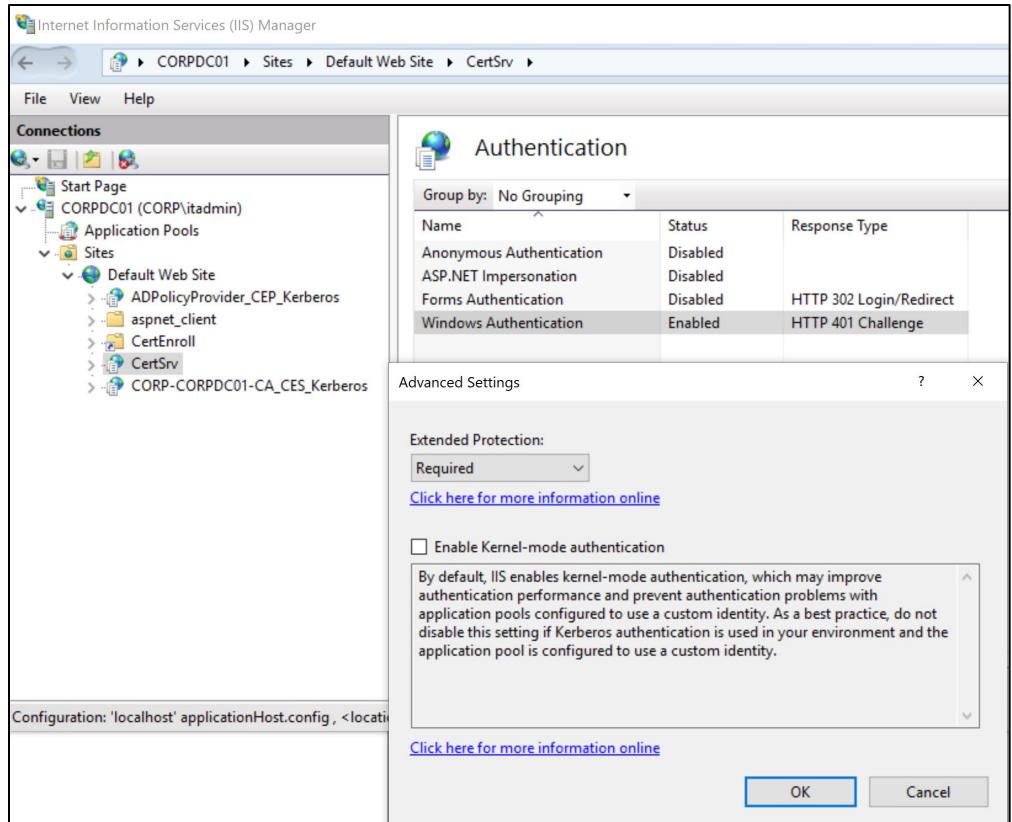 Internet Information Services (IIS) Manager
CORPDC01 Sites Default Web Site CertSrv
File View Help
Connections
Start Page
CORPDC01 (CORP\itadmin)
Application Pools
Sites
Default Web Site
ADPolicyProvider_CEP_Kerberos
aspnet_client
CertEnroll
CertSrv
CORP-CORPDC01-CA_CES_Kerberos
Configuration: 'localhost' applicationHost.config , <locati
Authentication
Group by: No Grouping
Name Status Response Type
Anonymous Authentication Disabled
ASP.NET Impersonation Disabled
Forms Authentication Disabled HTTP 302 Login/Redirect
Windows Authentication Enabled HTTP 401 Challenge
Advanced Settings ?
Extended Protection:
Required
Click here for more information online
Enable Kernel-mode authentication
By default, IIS enables kernel-mode authentication, which may improve
authentication performance and prevent authentication problems with
application pools configured to use a custom identity. As a best practice, do not
disable this setting if Kerberos authentication is used in your environment and the
application pool is configured to use a custom identity.
Click here for more information online
OK Cancel